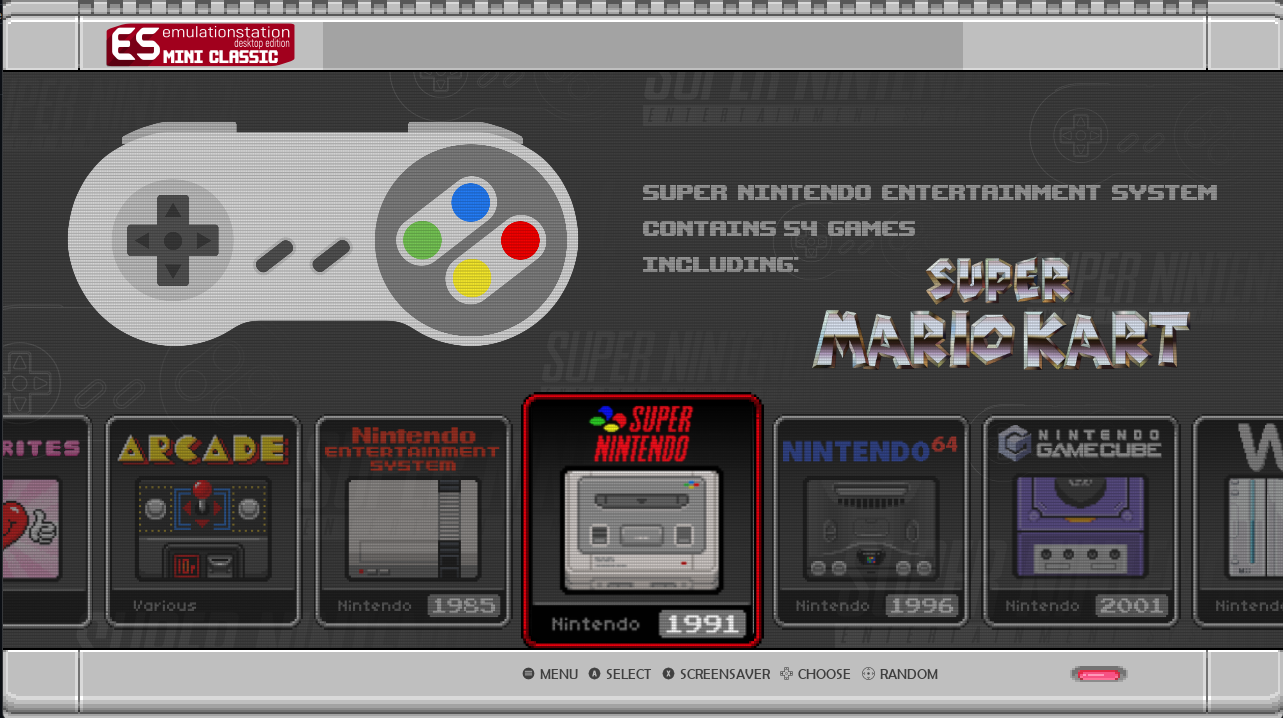 ES emulationstation
desktop edition
MINI CLASSIC
SUPER NINTENDO ENTERTAINMENT SYSTEM
CONTAINS 54 GAMES
INCLUDING:
SUPER
MARIO KART
RITES
ARCADE
Various
Nintendo
ENTERTAINMENT
SYSTEM
Nintendo 1985
SUPER
NINTENDO
Nintendo 1991
NINTENDO 64
Nintendo 1996
NINTENDO
GAMECUBE
Nintendo 2001
W
Nintend
MENU A SELECT X SCREENSAVER CHOOSE RANDOM